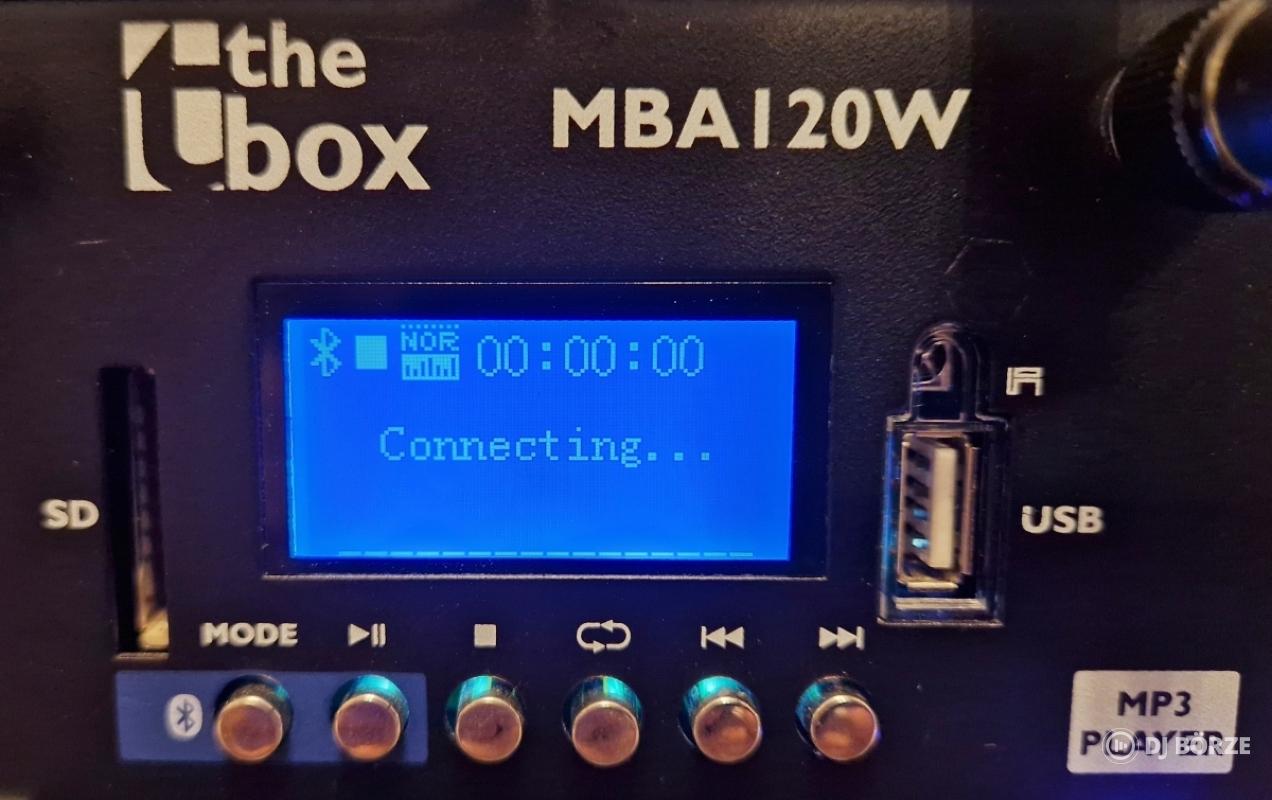 the
box
MBA120W
NOR
00:00:00
Connecting...
SD
USB
MODE
MP3
PLAYER
DJ BÖRZE